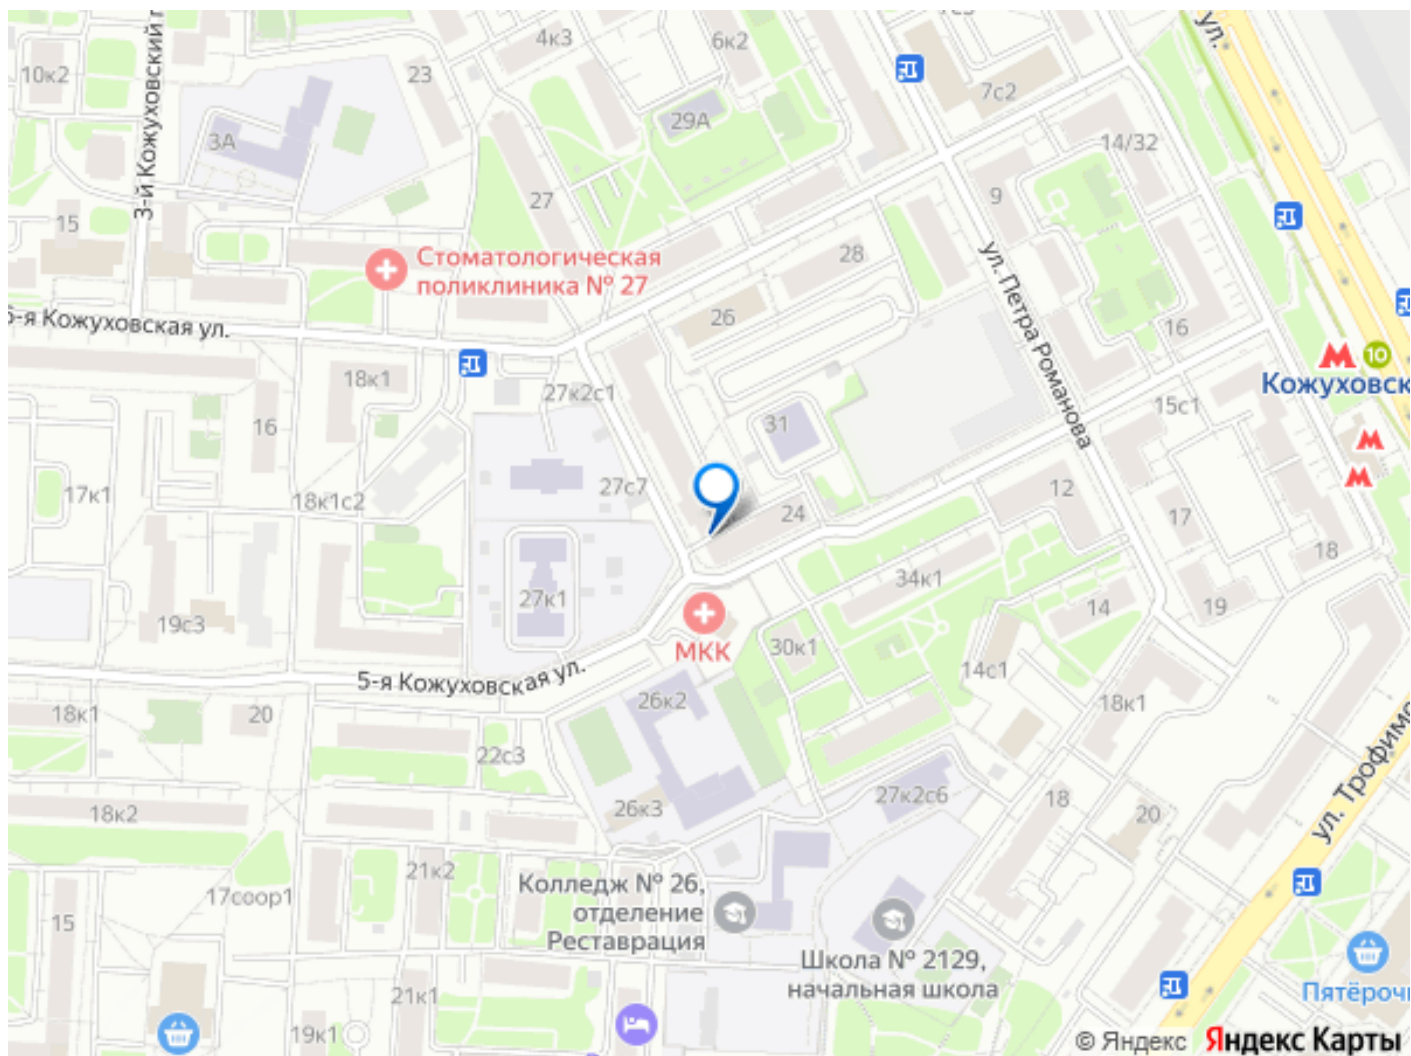 3-й Кожуховский
4к3
6к2
ул.
10к2
23
7с2
29А
3А
14/32
27
9
15
Стоматологическая
поликлиника № 27
28
ул. Петра Романова
26
16
я Кожуховская ул.
10
18к1
27к2с1
15с1
16
31
27с7
17к1
18к1с2
12
24
17
18
34к1
27к1
14
19
19с3
30к1
МКК
14с1
5-я Кожуховская ул.
26к2
18к1
18к1
20
22с3
ул.
18к2
26к3
27к2с6
18
20
21к2
Колледж № 26,
отделение
Реставрация
17соор1
15
Школа № 2129,
начальная школа
21к1
19к1
© Яндекс Яндекс Карты